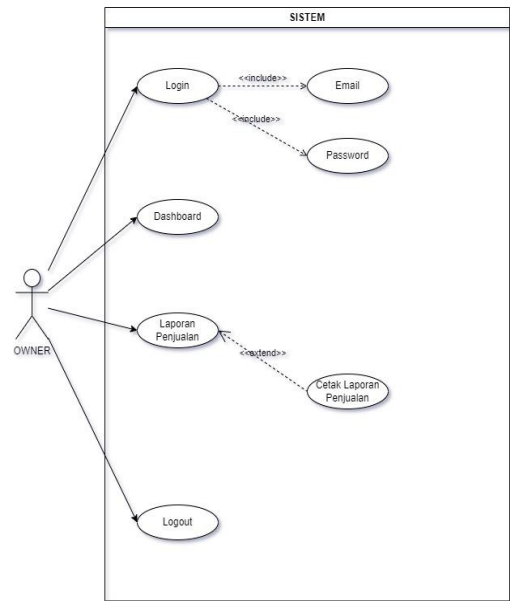 SISTEM
Login
<<include>>
Email
<<include>>
Password
Dashboard
OWNER
Laporan
Penjualan
<<extend>>
Cetak Laporan
Penjualan
Logout